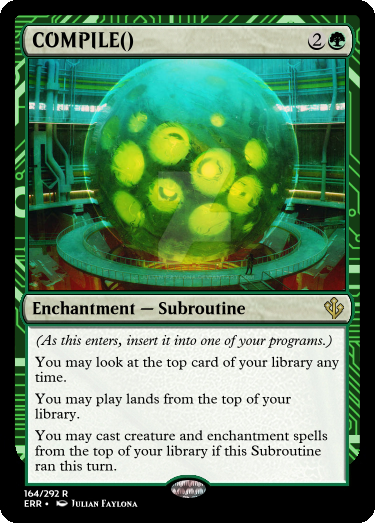 COMPILE() 2
Enchantment — Subroutine
(As this enters, insert it into one of your programs.)
You may look at the top card of your library any
time.
You may play lands from the top of your
library.
You may cast creature and enchantment spells
from the top of your library if this Subroutine
ran this turn.
164/292 R
ERR • Julian Faylona